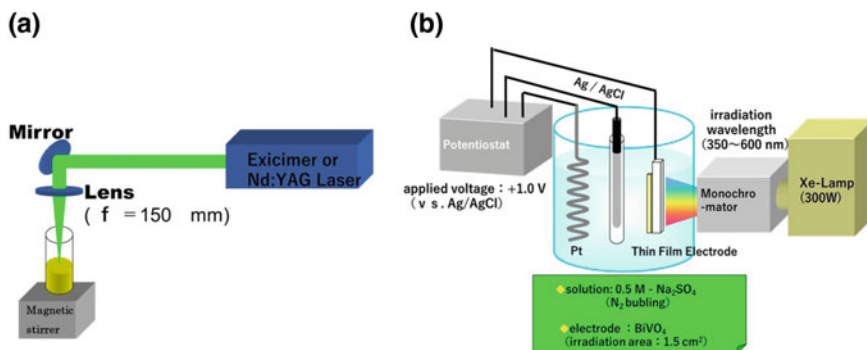 (a)
Mirror
Exicimer or
Nd:YAG Laser
Lens
( f = 150 mm)
Magnetic
stirrer
(b)
Ag / AgCl
Potentiostat
applied voltage : +1.0 V
( v s . Ag/AgCl)
irradiation
wavelength
(350～600 nm)
Xe-Lamp
(300W)
Monochro
-mator
Pt
Thin Film Electrode
◆solution: 0.5 M - Na₂SO₄
(N₂ bubling)
◆electrode : BiVO₄
(irradiation area : 1.5 cm²)